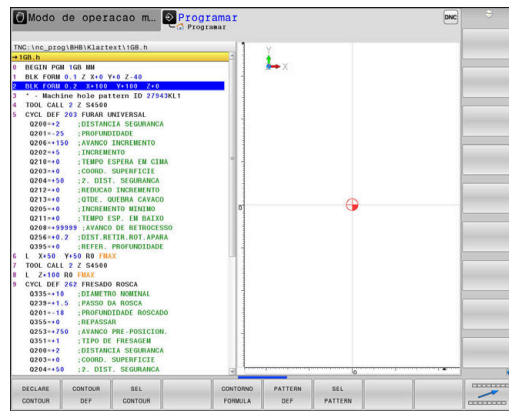 Modo de operacao m...
Programar
Programar
DNC
TNC: \nc_prog\BHB\Klartext\1GB.h
→1GB.h
0 BEGIN PGM 1GB MM
1 BLK FORM 0.1 Z X+0 Y+0 Z-40
2 BLK FORM 0.2 X+100 Y+100 Z+0
3 * - Machine hole pattern ID 27943KL1
4 TOOL CALL 2 Z S4500
5 CYCL DEF 203 FURAR UNIVERSAL
Q200=+2 ;DISTANCIA SEGURANCA
Q201=-25 ;PROFUNDIDADE
Q206=+150 ;AVANCO INCREMENTO
Q202=+5 ;INCREMENTO
Q210=+0 ;TEMPO ESPERA EM CIMA
Q203=+0 ;COORD. SUPERFICIE
Q204=+50 ;2. DIST. SEGURANCA
Q212=+0 ;REDUCAO INCREMENTO
Q213=+0 ;QTDE. QUEBRA CAVACO
Q205=+0 ;INCREMENTO MINIMO
Q211=+0 ;TEMPO ESP. EM BAIXO
Q208=+99999 ;AVANCO DE RETROCESSO
Q256=+0.2 ;DIST.RETIR.ROT.APARA
Q395=+0 ;REFER. PROFUNDIDADE
6 L X+50 Y+50 R0 FMAX
7 TOOL CALL 2 Z S4500
8 L Z+100 R0 FMAX
9 CYCL DEF 262 FRESADO ROSCA
Q335=+10 ;DIAMETRO NOMINAL
Q239=+1.5 ;PASSO DA ROSCA
Q201=-18 ;PROFUNDIDADE ROSCADO
Q355=+0 ;REPASSAR
Q253=+750 ;AVANCO PRE-POSICION.
Q351=+1 ;TIPO DE FRESAGEM
Q200=+2 ;DISTANCIA SEGURANCA
Q203=+0 ;COORD. SUPERFICIE
Q204=+50 ;2. DIST. SEGURANCA
Y
X
0
0
DECLARE CONTOUR
CONTOUR DEF
SEL CONTOUR
CONTORNO FORMULA
PATTERN DEF
SEL PATTERN